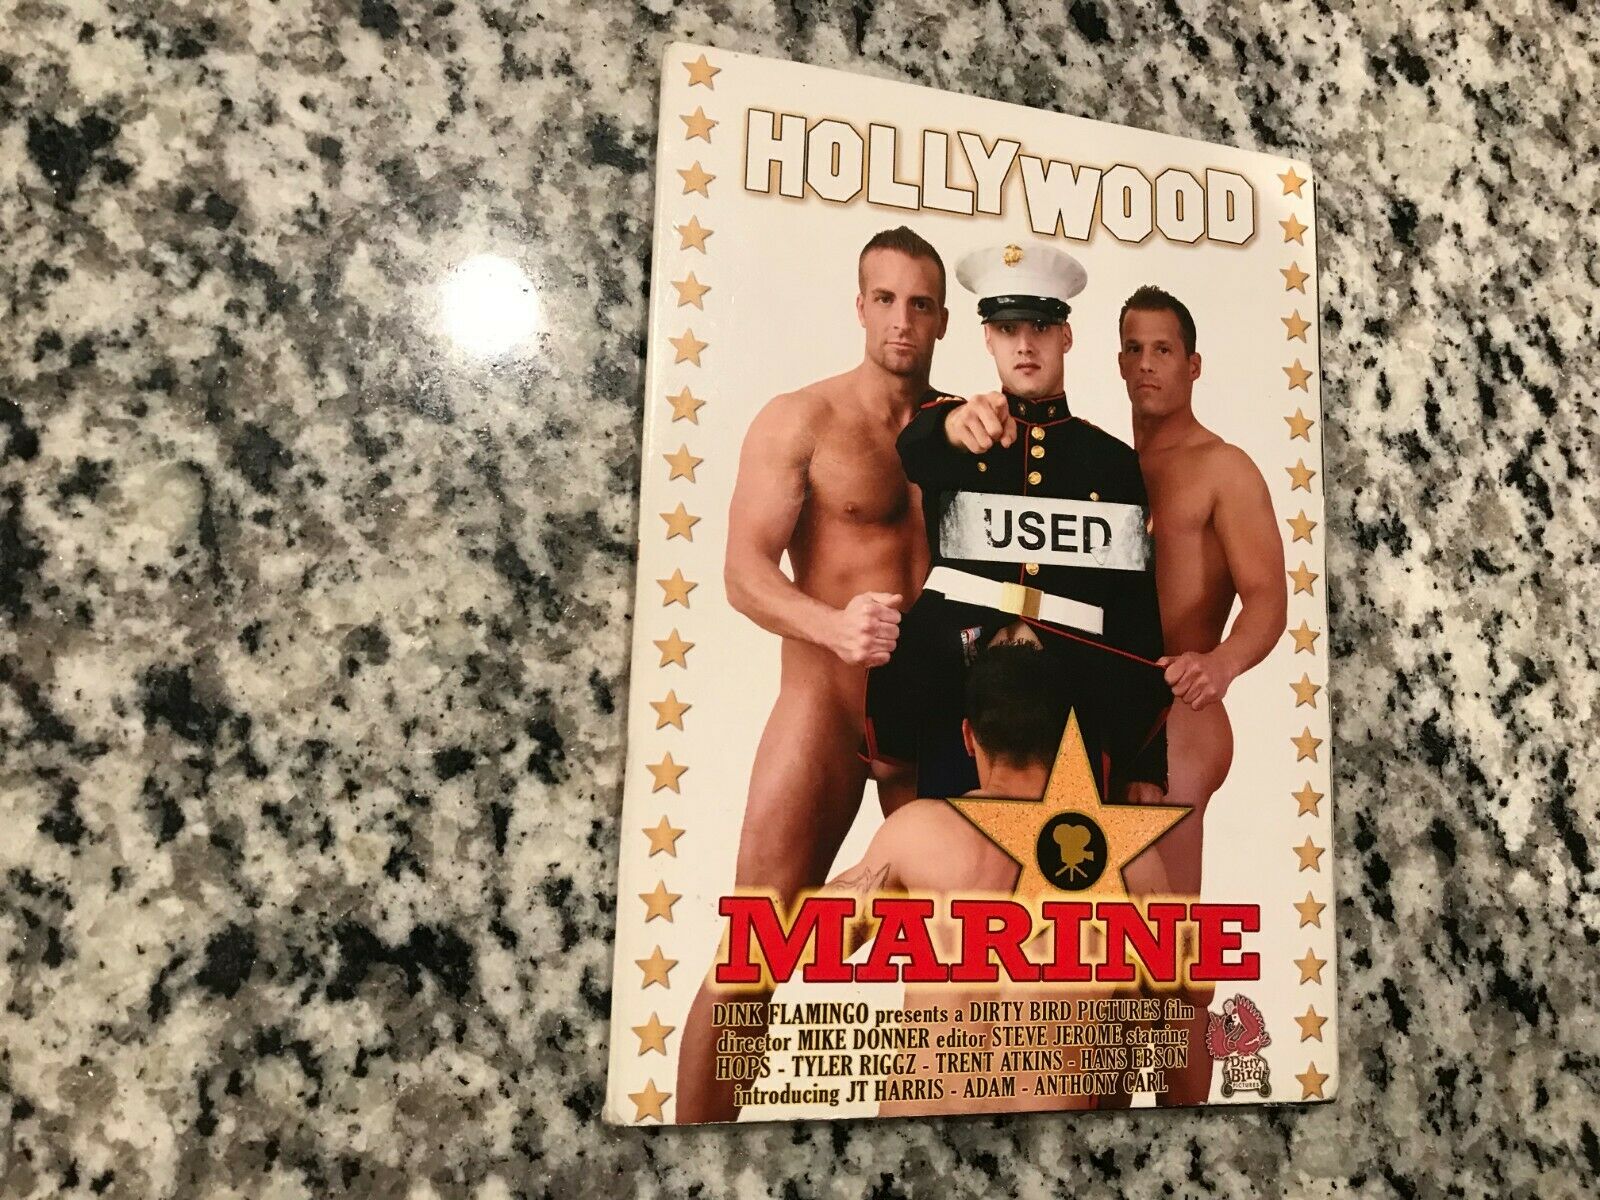 HOLLYWOOD
USED
MARINE
DINK FLAMINGO presents a DIRTY BIRD PICTURES film
director MIKE DONNER editor STEVE JEROME starring
HOPS - TYLER RIGGZ - TRENT ATKINS - HANS EBSON
introducing JT HARRIS - ADAM - ANTHONY CARL
Dirty
Bird
PICTURES